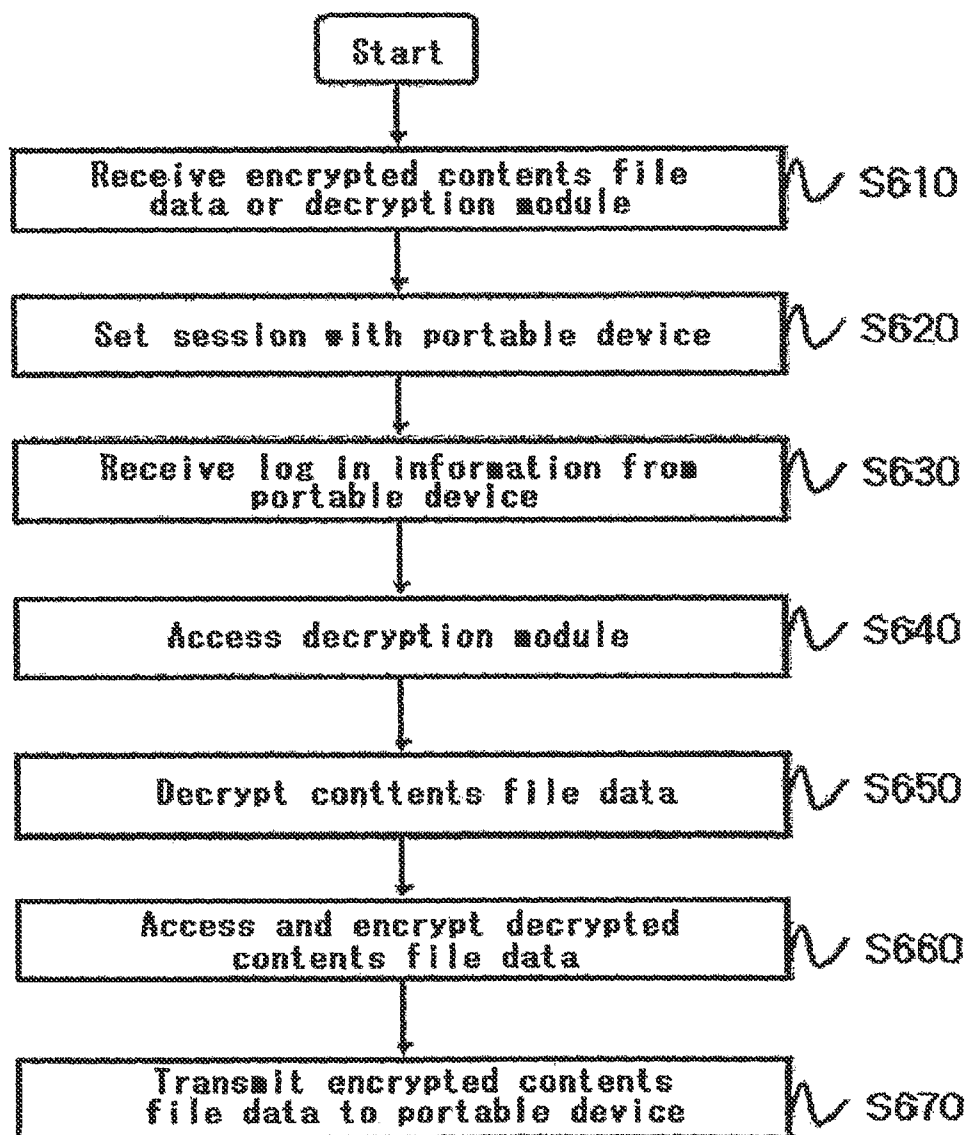 Start
Receive encrypted contents file
data or decryption module
S610
Set session with portable device
S620
Receive log in information from
portable device
S630
Access decryption module
S640
Decrypt conttents file data
S650
Access and encrypt decrypted
contents file data
S660
Transmit encrypted contents
file data to portable device
S670